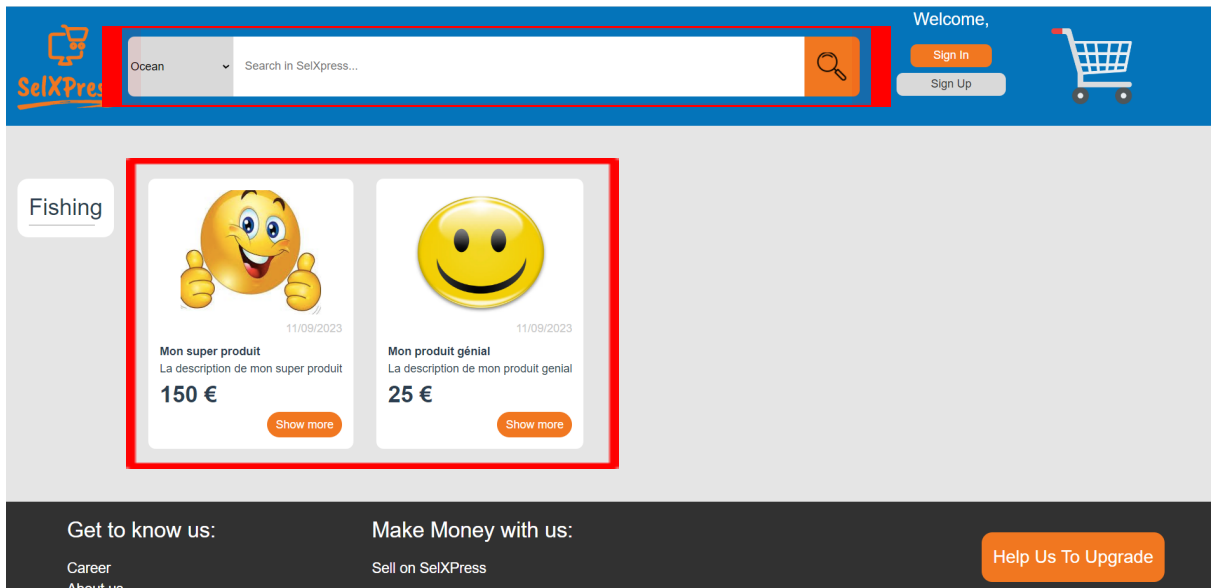 Welcome,
SelXPres
Ocean
Search in SelXpress...
Sign In
Sign Up
Fishing
11/09/2023
Mon super produit
La description de mon super produit
150 €
Show more
11/09/2023
Mon produit génial
La description de mon produit genial
25 €
Show more
Get to know us:
Career
About us
Make Money with us:
Sell on SelXPress
Help Us To Upgrade